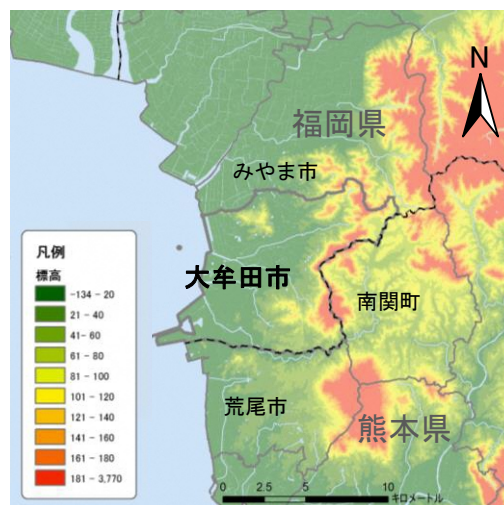 N
福岡県
みやま市
大牟田市
南関町
荒尾市
熊本県
凡例
標高
-134 - 20
21 - 40
41 - 60
61 - 80
81 - 100
101 - 120
121 - 140
141 - 160
161 - 180
181 - 3,770
0 2.5 5 10
キロメートル